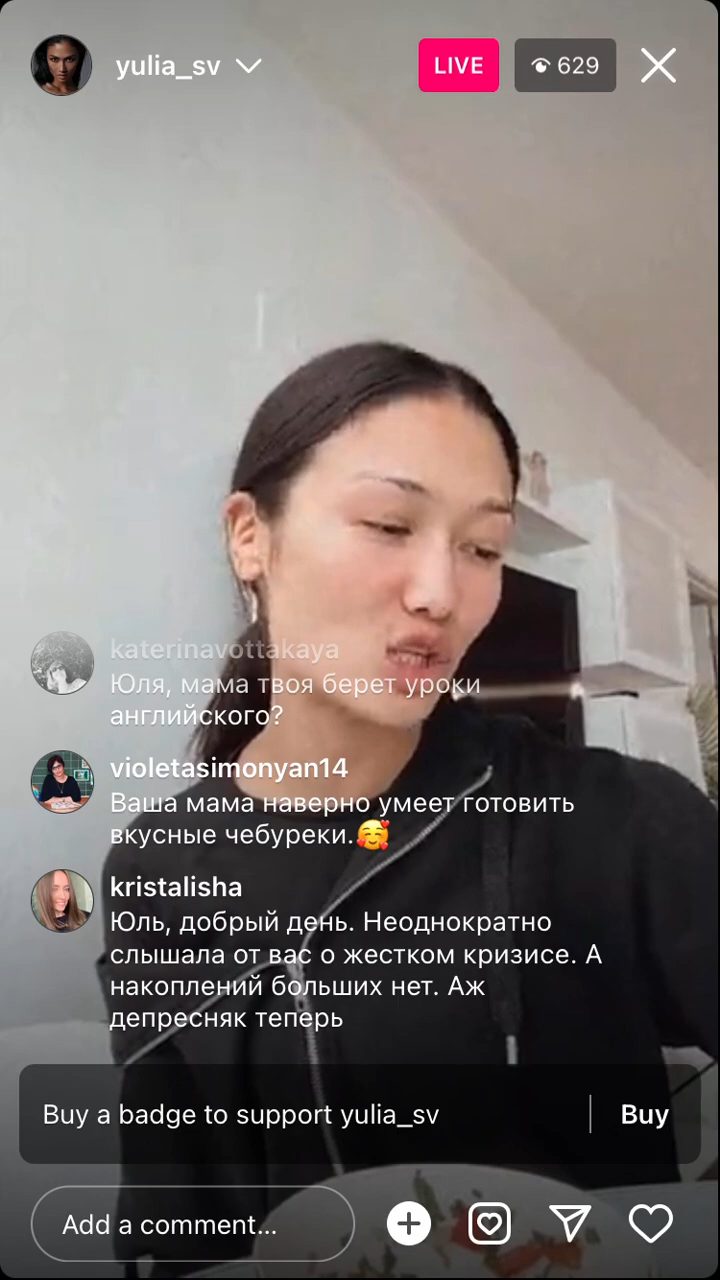 yulia_sv
LIVE
629
katerinavottakaya
Юля, мама твоя берет уроки
английского?
violetasimonyan14
Ваша мама наверно умеет готовить
вкусные чебуреки.🥰
kristalisha
Юль, добрый день. Неоднократно
слышала от вас о жестком кризисе. А
накоплений больших нет. Аж
депресняк теперь
Buy a badge to support yulia_sv
Buy
Add a comment...